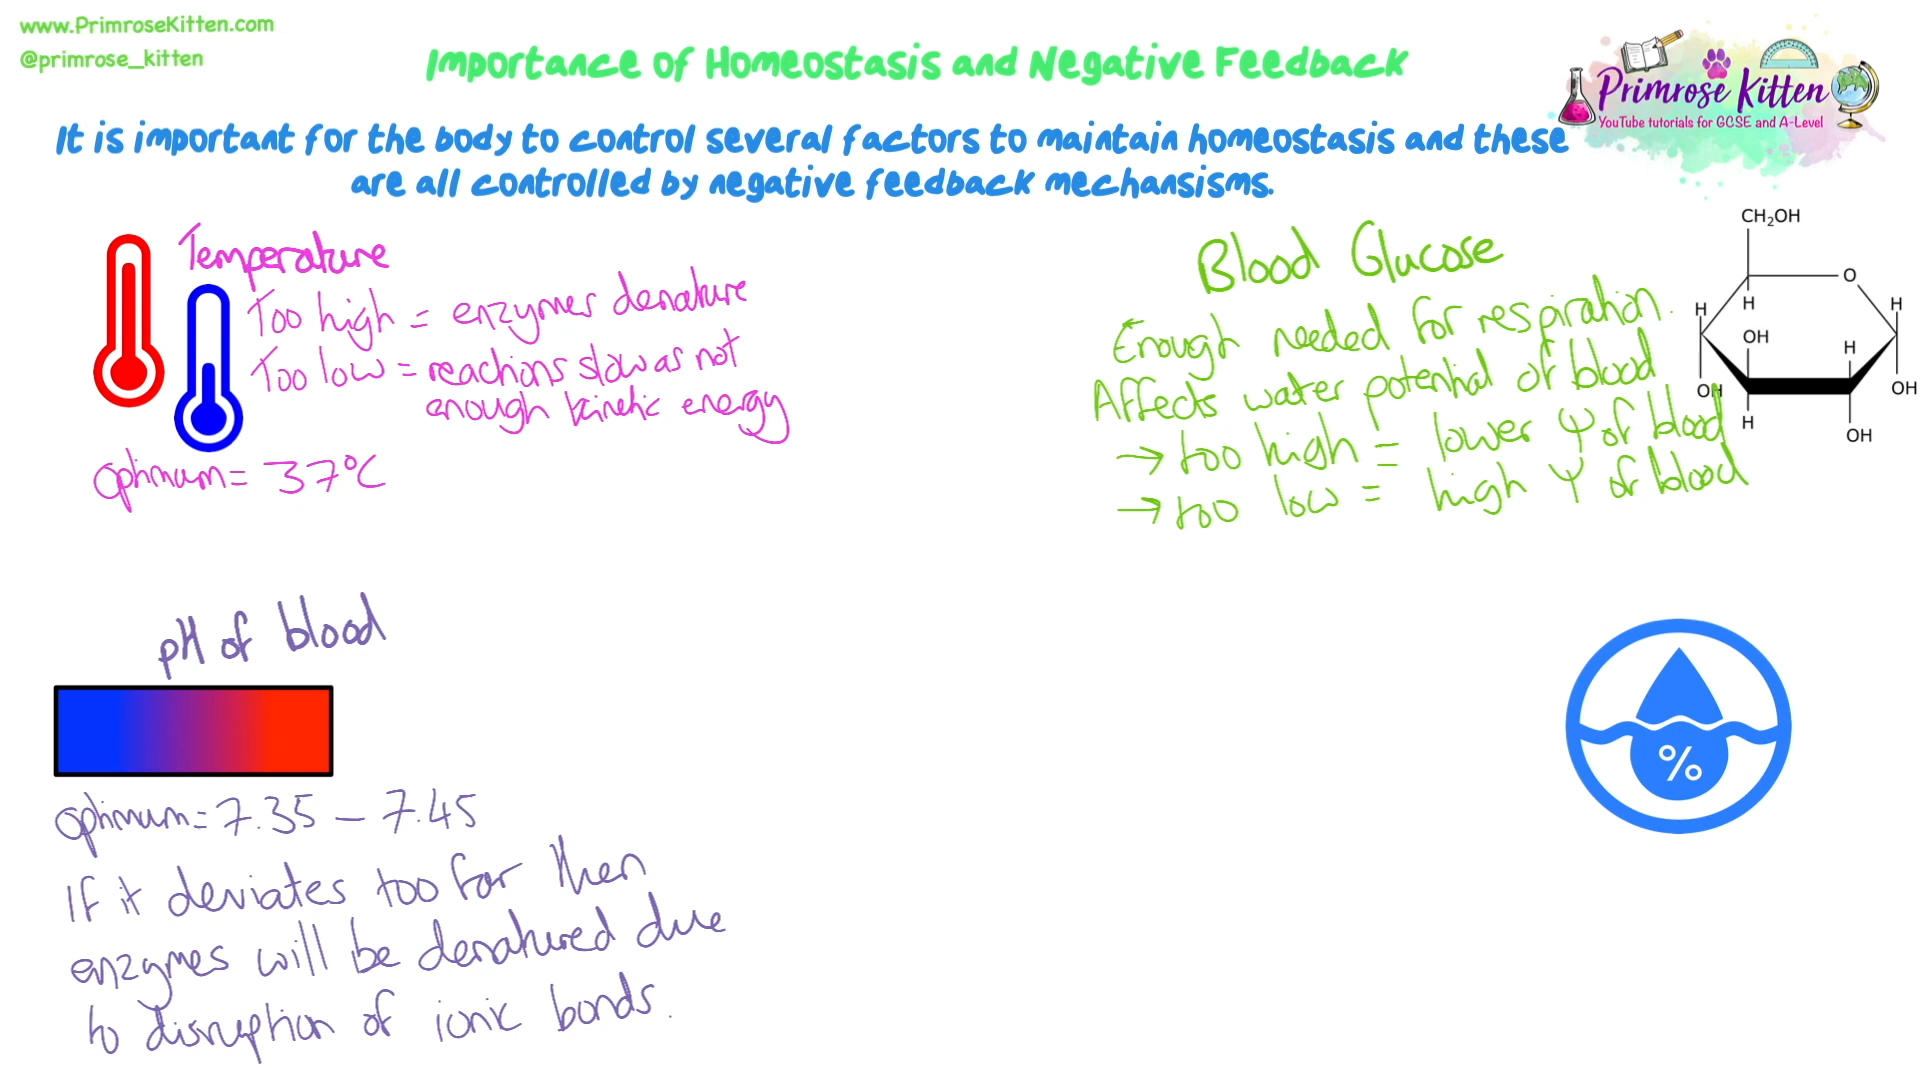 www.PrimroseKitten.com
@primrose_kitten
Importance of Homeostasis and Negative Feedback
Primrose Kitten
YouTube tutorials for GCSE and A-Level
It is important for the body to control several factors to maintain homeostasis and these
are all controlled by negative feedback mechansisms.
Temperature
Too high = enzymes denature
Too low = reactions slow as not
enough kinetic energy
optimum = 37°C
Blood Glucose
Enough needed for respiration.
Affects water potential of blood
→ too high = lower Ψ of blood
→ too low = high Ψ of blood
CH₂OH
O
H
H
H
OH
H
OH
OH
H
OH
pH of blood
optimum = 7.35 – 7.45
If it deviates too far then
enzymes will be denatured due
to disruption of ionic bonds.
%